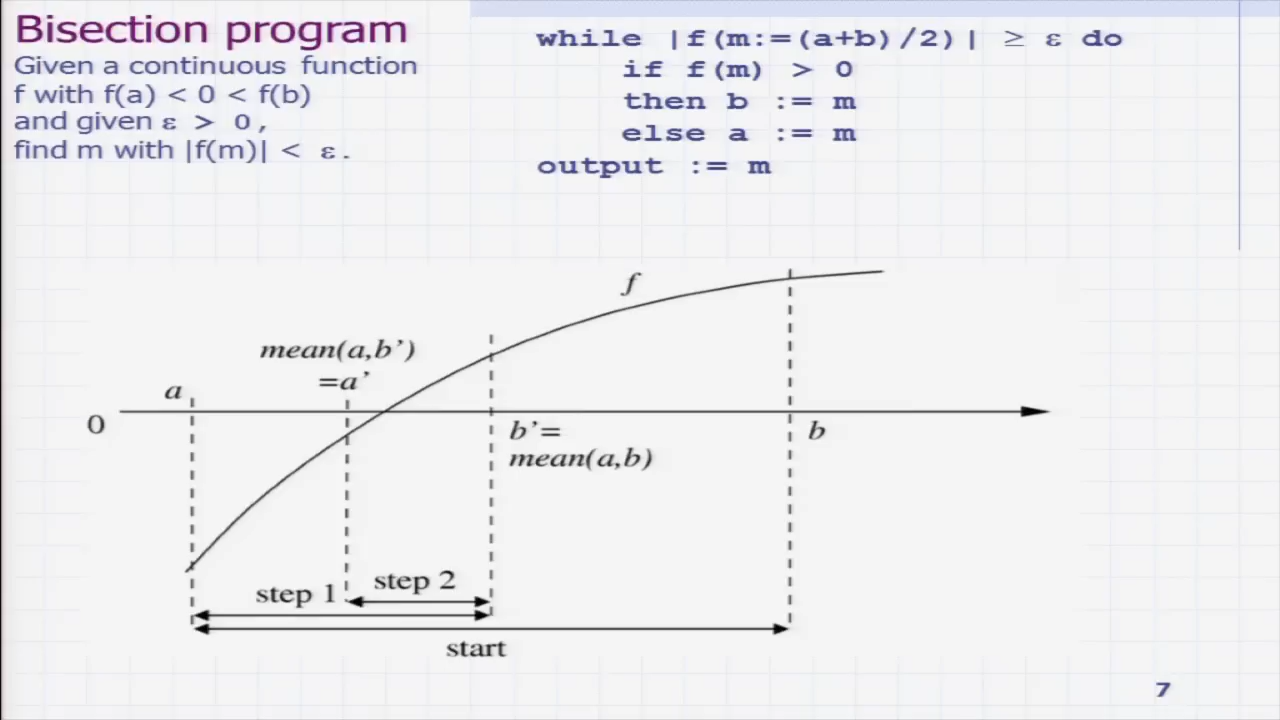 Bisection program
Given a continuous function
f with f(a) < 0 < f(b)
and given ε > 0,
find m with |f(m)| < ε.
while |f(m:=(a+b)/2)| ≥ ε do
if f(m) > 0
then b := m
else a := m
output := m
f
mean(a,b’)
=a’
a
0
b’=
mean(a,b)
b
step 1
step 2
start
7